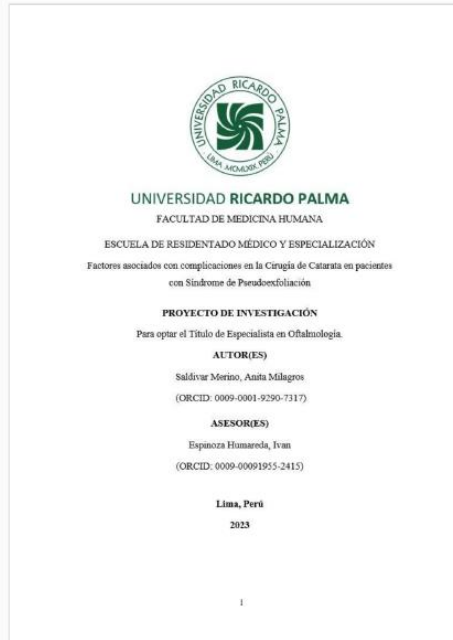 UNIVERSIDAD RICARDO PALMA
LIMA MCMLXIX PERÚ
UNIVERSIDAD RICARDO PALMA
FACULTAD DE MEDICINA HUMANA
ESCUELA DE RESIDENTADO MÉDICO Y ESPECIALIZACIÓN
Factores asociados con complicaciones en la Cirugía de Catarata en pacientes
con Síndrome de Pseudoexfoliación
PROYECTO DE INVESTIGACIÓN
Para optar el Título de Especialista en Oftalmología.
AUTOR(ES)
Saldivar Merino, Anita Milagros
(ORCID: 0009-0001-9290-7317)
ASESOR(ES)
Espinoza Humareda, Ivan
(ORCID: 0009-00091955-2415)
Lima, Perú
2023
1